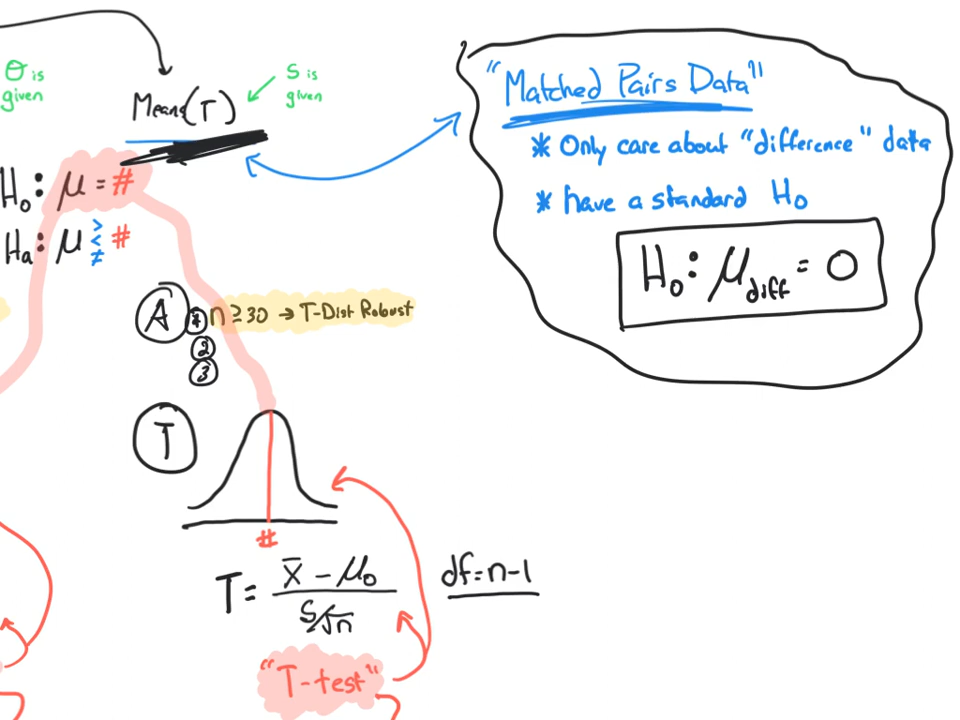 Θ is
given
Means(T)
S is
given
H₀: μ = #
Hₐ: μ > < ≠ #
A
1 n ≥ 30 → T-Dist Robust
2
3
T
#
T = (x̄ - μ₀) / (s/√n)
df = n-1
"T-test"
"Matched Pairs Data"
* Only care about "difference" data
* have a standard H₀
H₀: μdiff = 0